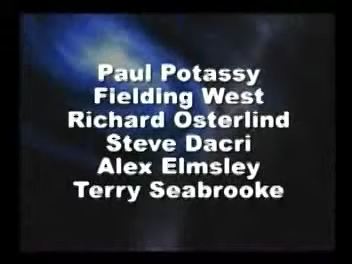 Paul Potassy
Fielding West
Richard Osterlind
Steve Dacri
Alex Elmsley
Terry Seabrooke